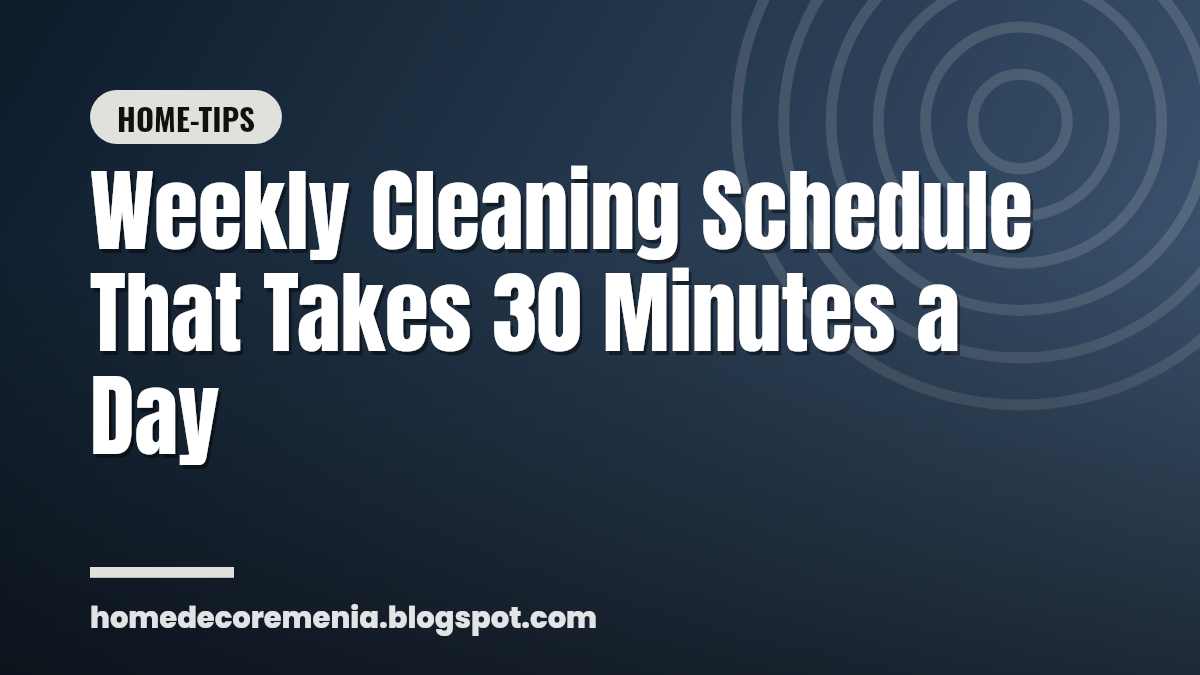 HOME-TIPS
Weekly Cleaning Schedule
That Takes 30 Minutes a
Day
homedecoremenia.blogspot.com